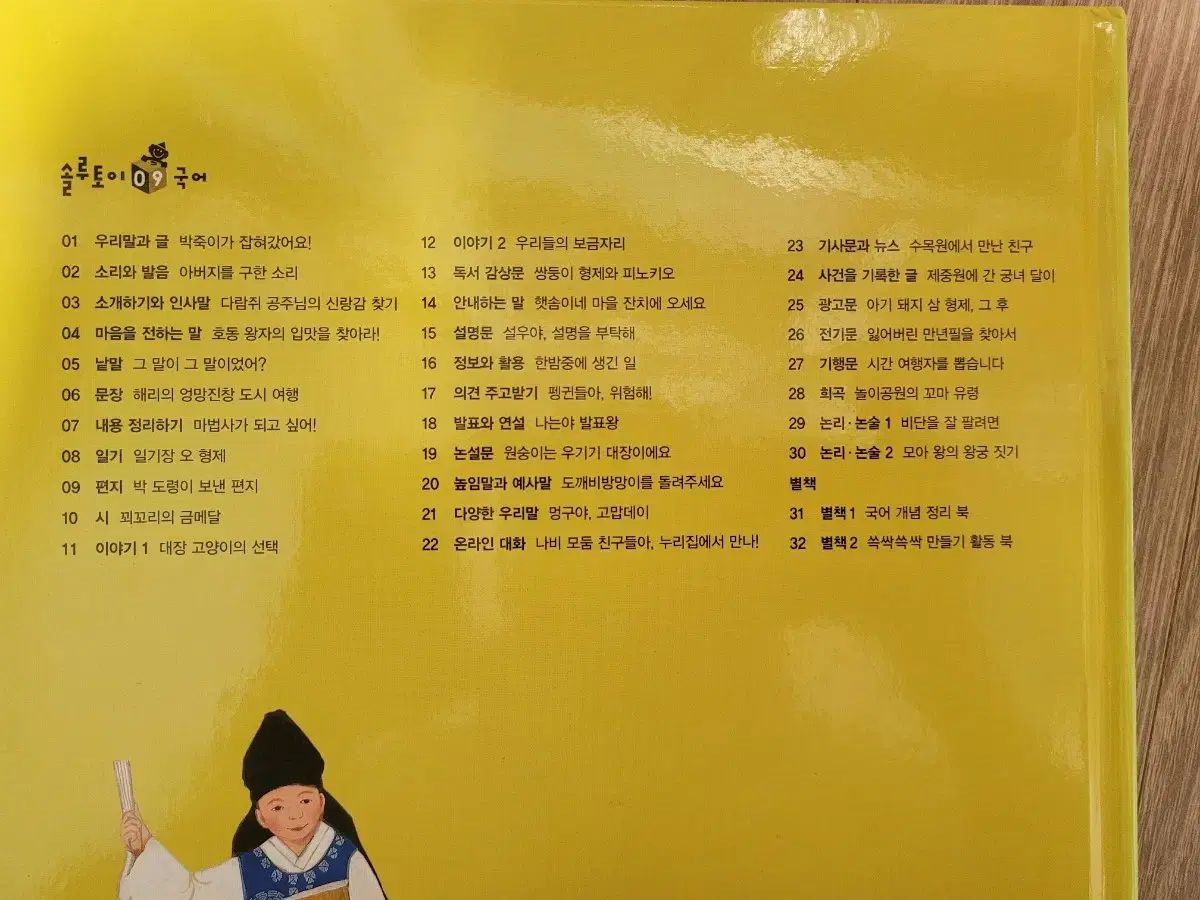 솔루토이 09 국어
01 우리말과 글 박죽이가 잡혀갔어요!
02 소리와 발음 아버지를 구한 소리
03 소개하기와 인사말 다람쥐 공주님의 신랑감 찾기
04 마음을 전하는 말 호동 왕자의 입맛을 찾아라!
05 낱말 그 말이 그 말이었어?
06 문장 해리의 엉망진창 도시 여행
07 내용 정리하기 마법사가 되고 싶어!
08 일기 일기장 오 형제
09 편지 박 도령이 보낸 편지
10 시 꾀꼬리의 금메달
11 이야기 1 대장 고양이의 선택
12 이야기 2 우리들의 보금자리
13 독서 감상문 쌍둥이 형제와 피노키오
14 안내하는 말 햇솜이네 마을 잔치에 오세요
15 설명문 설우야, 설명을 부탁해
16 정보와 활용 한밤중에 생긴 일
17 의견 주고받기 펭귄들아, 위험해!
18 발표와 연설 나는야 발표왕
19 논설문 원숭이는 우기기 대장이에요
20 높임말과 예사말 도깨비방망이를 돌려주세요
21 다양한 우리말 멍구야, 고맙데이
22 온라인 대화 나비 모둠 친구들아, 누리집에서 만나!
23 기사문과 뉴스 수목원에서 만난 친구
24 사건을 기록한 글 제중원에 간 궁녀 달이
25 광고문 아기 돼지 삼 형제, 그 후
26 전기문 잃어버린 만년필을 찾아서
27 기행문 시간 여행자를 뽑습니다
28 희곡 놀이공원의 꼬마 유령
29 논리·논술 1 비단을 잘 팔려면
30 논리·논술 2 모아 왕의 왕궁 짓기
별책
31 별책 1 국어 개념 정리 북
32 별책 2 쓱싹쓱싹 만들기 활동 북